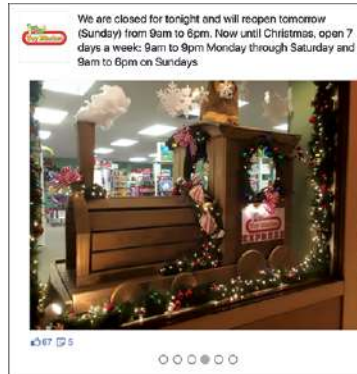 We are closed for tonight and will reopen tomorrow
(Sunday) from 9am to 6pm. Now until Christmas, open 7
days a week: 9am to 9pm Monday through Saturday and
9am to 6pm on Sundays
EXPRESS
67 5